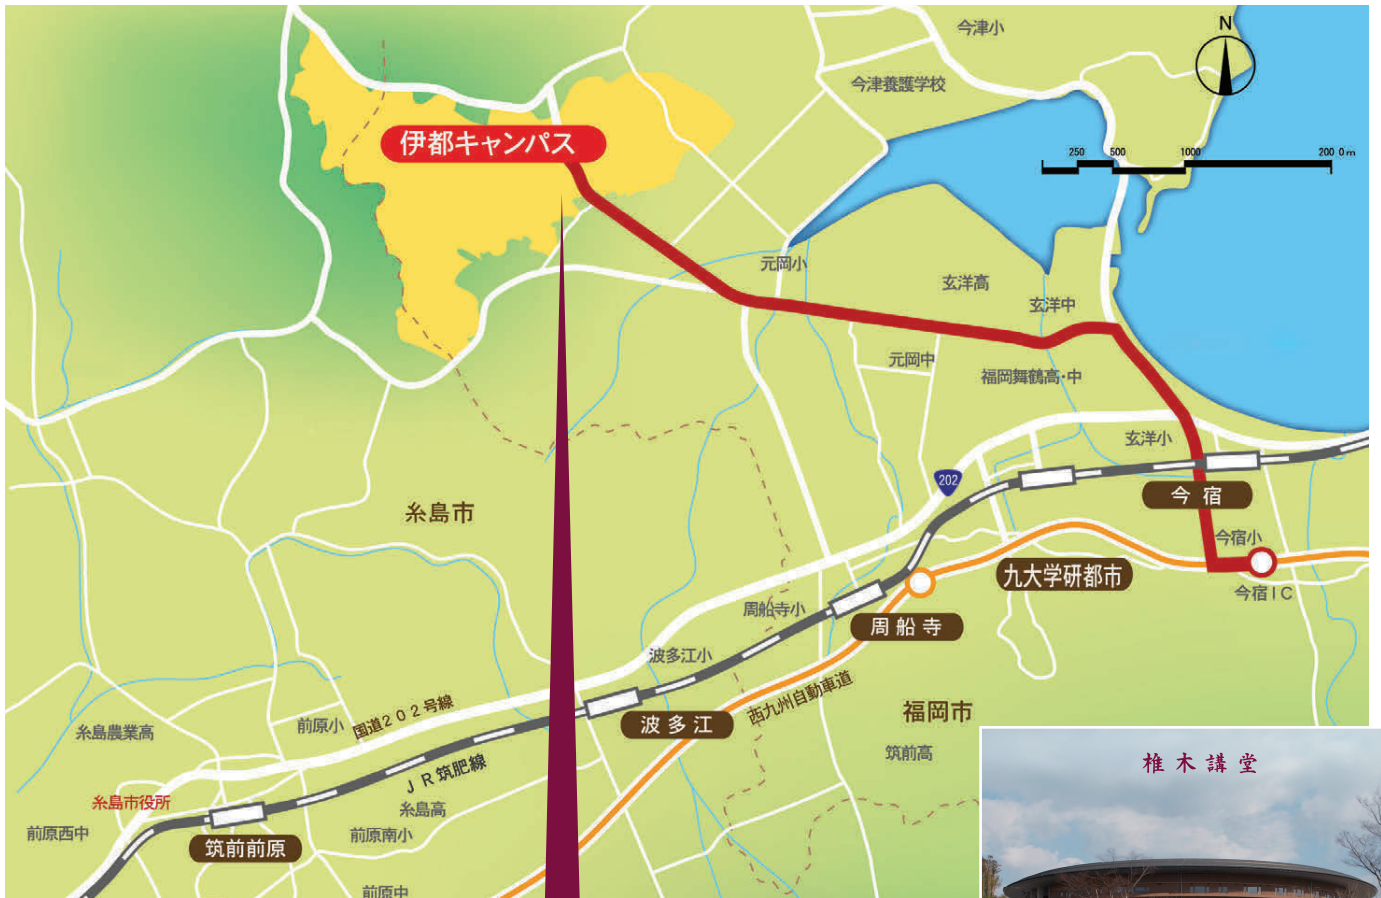 今津小
N
今津養護学校
伊都キャンパス
250 500 1000 200 0m
元岡小
玄洋高
玄洋中
元岡中
福岡舞鶴高・中
玄洋小
202
今宿
糸島市
今宿小
九大学研都市
今宿IC
周船寺小
周船寺
波多江小
西九州自動車道
国道202号線
前原小
波多江
福岡市
糸島農業高
筑前高
JR筑肥線
椎木講堂
糸島市役所
糸島高
前原西中
前原南小
筑前前原
前原中